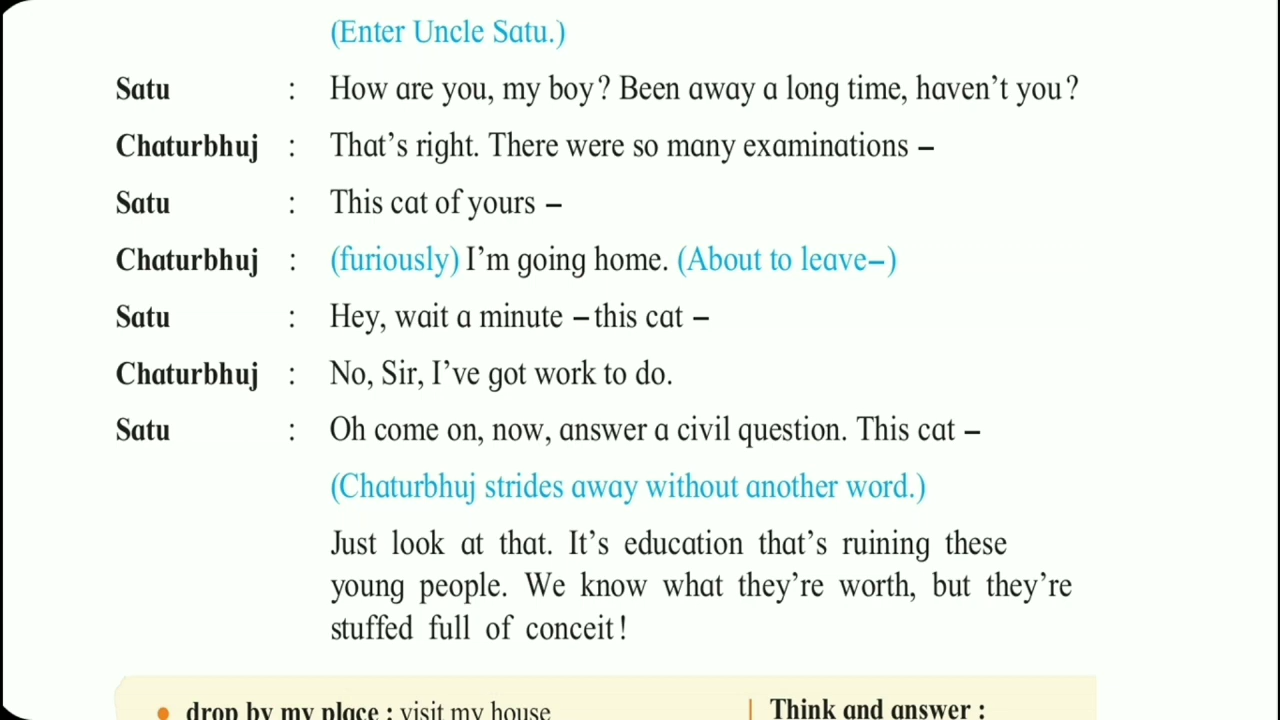 (Enter Uncle Satu.)
Satu : How are you, my boy? Been away a long time, haven't you?
Chaturbhuj : That's right. There were so many examinations –
Satu : This cat of yours –
Chaturbhuj : (furiously) I'm going home. (About to leave–)
Satu : Hey, wait a minute – this cat –
Chaturbhuj : No, Sir, I've got work to do.
Satu : Oh come on, now, answer a civil question. This cat –
(Chaturbhuj strides away without another word.)
Just look at that. It's education that's ruining these
young people. We know what they're worth, but they're
stuffed full of conceit!
• drop by my place : visit my house
Think and answer :